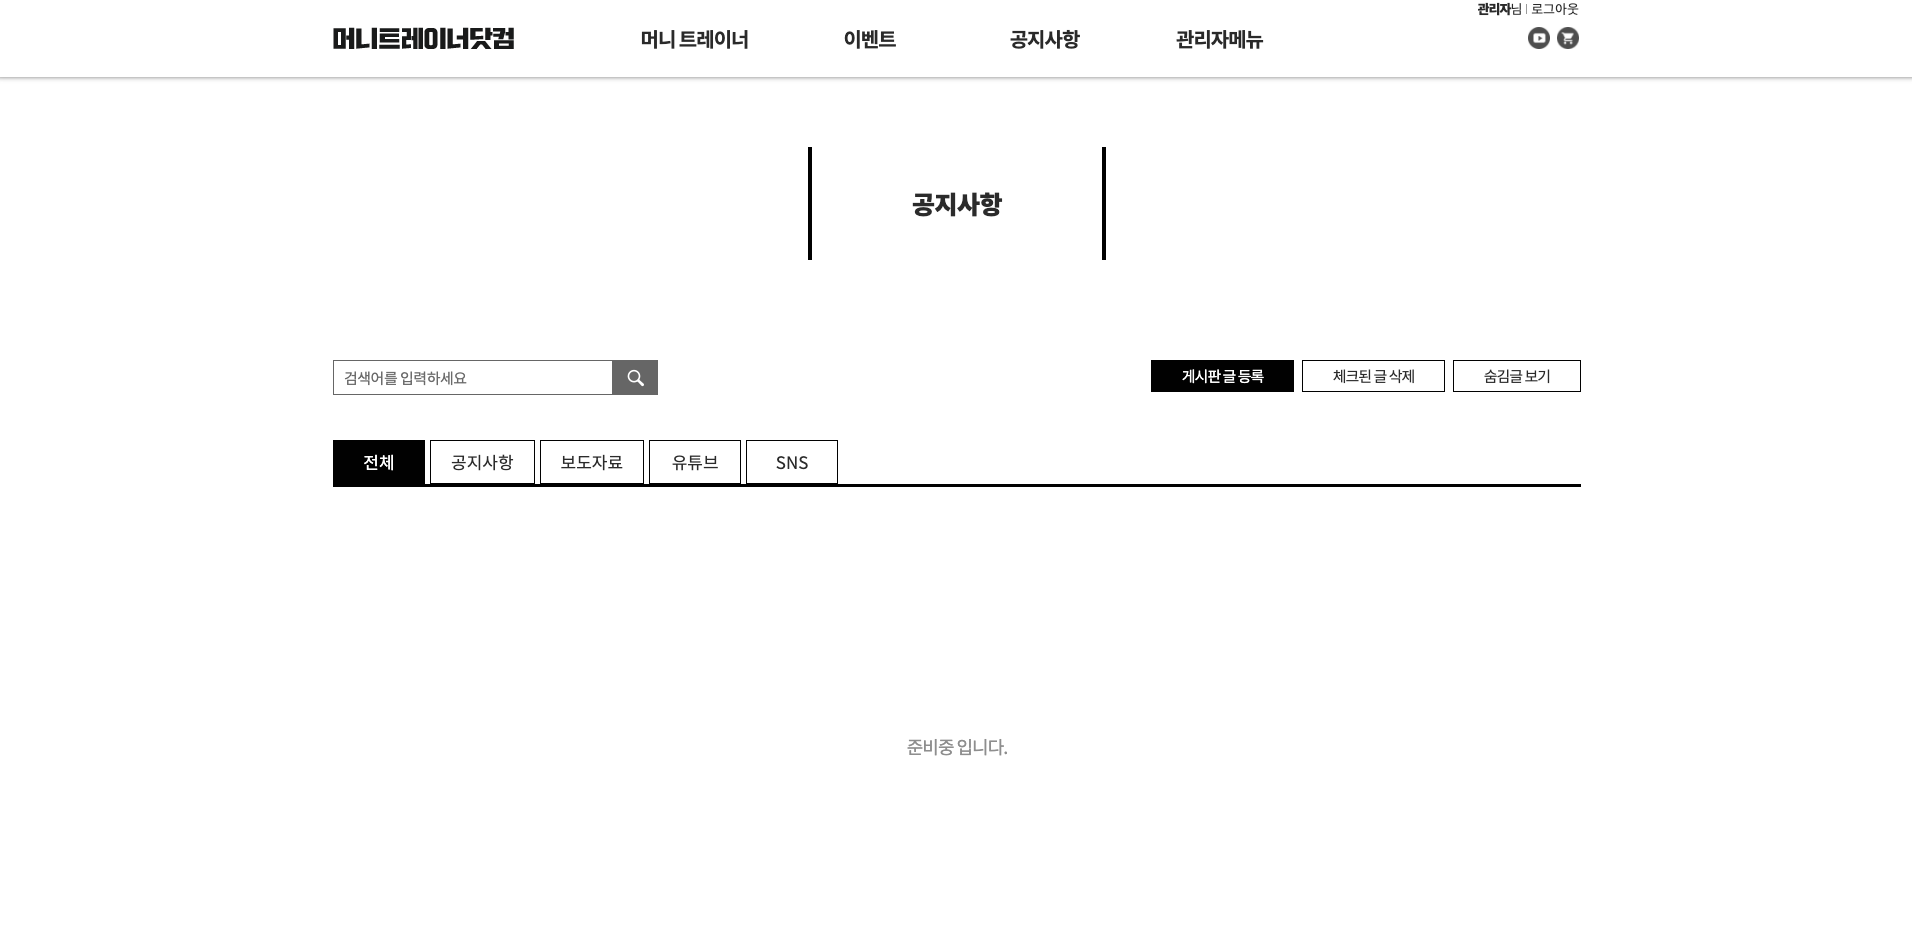 관리자님 | 로그아웃
머니트레이너닷컴
머니 트레이너
이벤트
공지사항
관리자메뉴
공지사항
검색어를 입력하세요
게시판 글 등록
체크된 글 삭제
숨김글 보기
전체
공지사항
보도자료
유튜브
SNS
준비중 입니다.